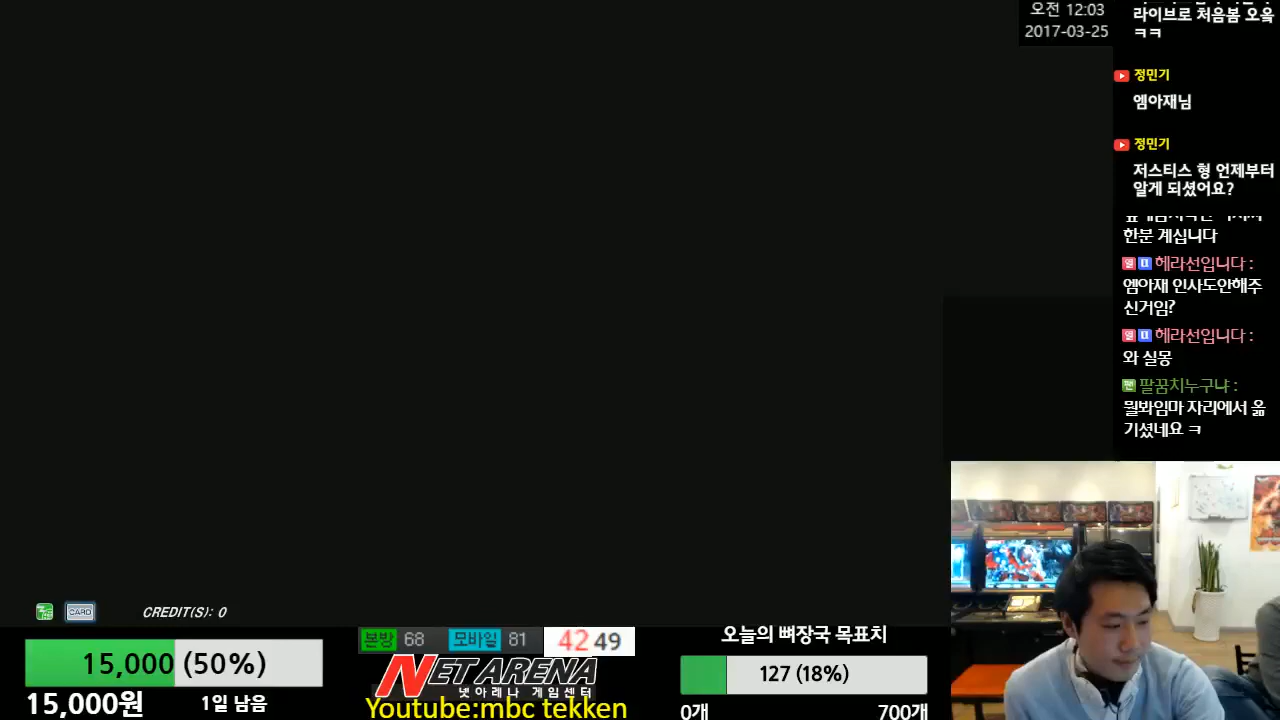 오전 12:03
2017-03-25
라이브로 처음봄 오옼
ㅋㅋ
정민기
엠아재님
정민기
저스티스 형 언제부터
알게 되셨어요?
한분 계십니다
헤라선입니다 :
엠아재 인사도안해주
신거임?
헤라선입니다 :
와 실몽
팬 팔꿈치누구냐 :
뭘봐임마 자리에서 옮
기셨네요 ㅋ
CARD
CREDIT(S): 0
15,000 (50%)
15,000원
1일 남음
본방 68 모바일 81 42 49
NET ARENA
넷아레나 게임센터
Youtube:mbc tekken
오늘의 뼈장국 목표치
127 (18%)
0개
700개